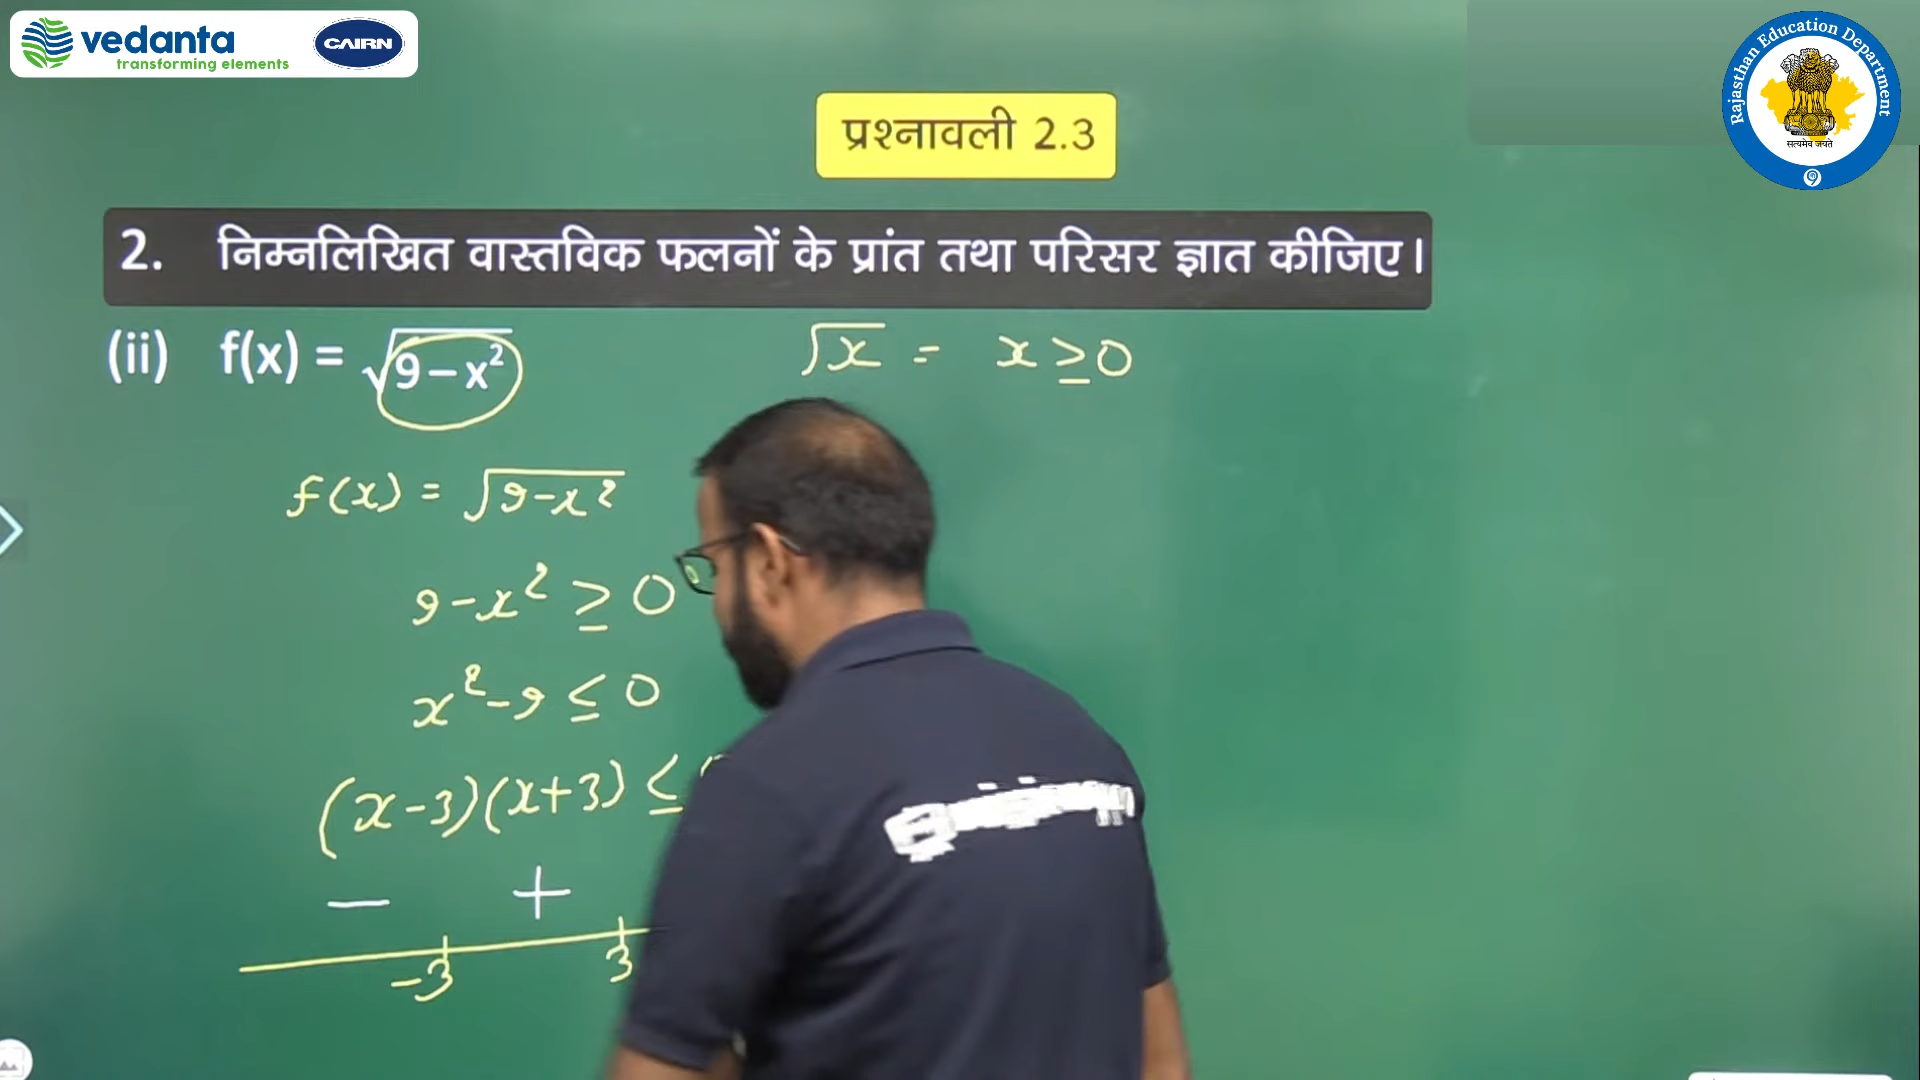 vedanta
transforming elements
CAIRN
Rajasthan Education Department
सत्यमेव जयते
प्रश्नावली 2.3
2. निम्नलिखित वास्तविक फलनों के प्रांत तथा परिसर ज्ञात कीजिए।
(ii) f(x) = √9 – x²
√x = x ≥ 0
f(x) = √9-x²
9-x² ≥ 0
x²-9 ≤ 0
(x-3)(x+3) ≤
− +
-3 3